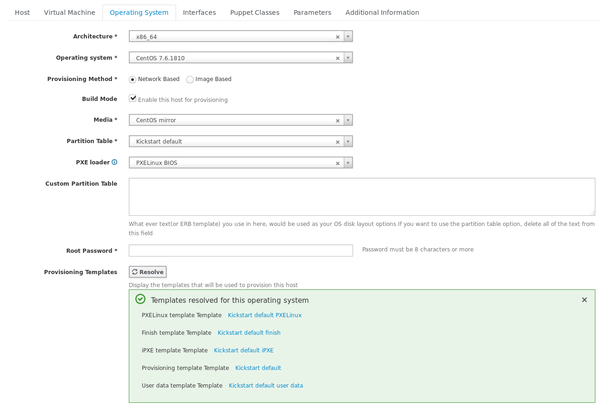 Host Virtual Machine Operating System Interfaces Puppet Classes Parameters Additional Information
Architecture * x86_64 × 
Operating system * CentOS 7.6.1810 ×
Provisioning Method * Network Based Image Based
Build Mode Enable this host for provisioning
Media * CentOS mirror ×
Partition Table * Kickstart default ×
PXE loader PXELinux BIOS ×
Custom Partition Table
What ever text(or ERB template) you use in here, would be used as your OS disk layout options If you want to use the partition table option, delete all of the text from
this field
Root Password * Password must be 8 characters or more
Provisioning Templates Resolve
Display the templates that will be used to provision this host
Templates resolved for this operating system ×
PXELinux template Template Kickstart default PXELinux
Finish template Template Kickstart default finish
iPXE template Template Kickstart default iPXE
Provisioning template Template Kickstart default
User data template Template Kickstart default user data